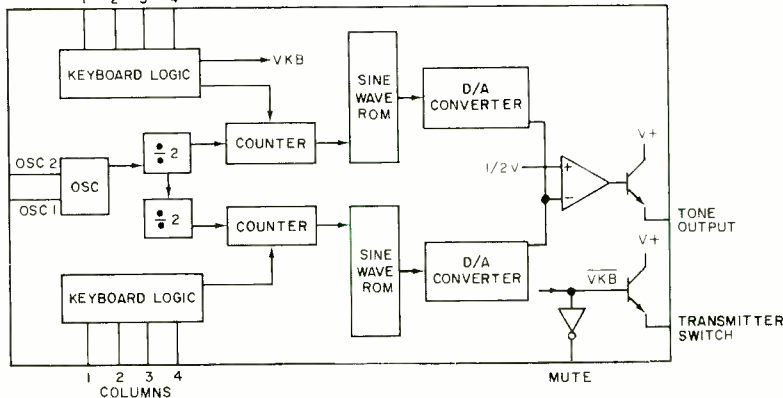 1 2 3 4
KEYBOARD LOGIC
VKB
SINE
WAVE
ROM
D/A
CONVERTER
÷2
COUNTER
V+
OSC 2
OSC
1/2V
+
−
OSC 1
÷2
COUNTER
TONE
OUTPUT
SINE
WAVE
ROM
D/A
CONVERTER
V+
VKB
KEYBOARD LOGIC
TRANSMITTER
SWITCH
1 2 3 4
COLUMNS
MUTE